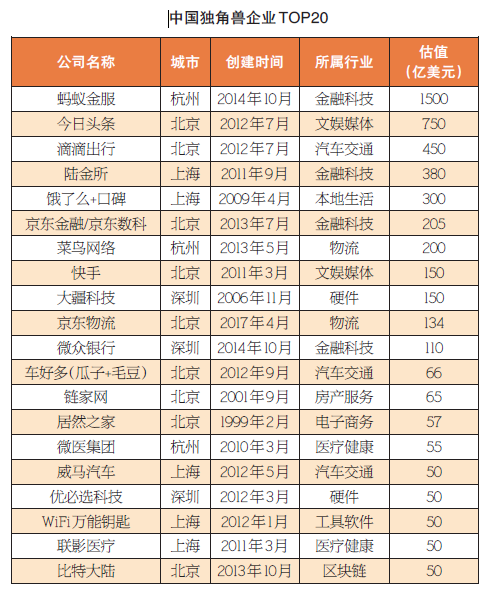 中国独角兽企业TOP20
公司名称 城市 创建时间 所属行业 估值（亿美元）
蚂蚁金服 杭州 2014年10月 金融科技 1500
今日头条 北京 2012年7月 文娱媒体 750
滴滴出行 北京 2012年7月 汽车交通 450
陆金所 上海 2011年9月 金融科技 380
饿了么+口碑 上海 2009年4月 本地生活 300
京东金融/京东数科 北京 2013年7月 金融科技 205
菜鸟网络 杭州 2013年5月 物流 200
快手 北京 2011年3月 文娱媒体 150
大疆科技 深圳 2006年11月 硬件 150
京东物流 北京 2017年4月 物流 134
微众银行 深圳 2014年10月 金融科技 110
车好多（瓜子+毛豆） 北京 2012年9月 汽车交通 66
链家网 北京 2001年9月 房产服务 65
居然之家 北京 1999年2月 电子商务 57
微医集团 杭州 2010年3月 医疗健康 55
威马汽车 上海 2012年5月 汽车交通 50
优必选科技 深圳 2012年3月 硬件 50
WiFi万能钥匙 上海 2012年1月 工具软件 50
联影医疗 上海 2011年3月 医疗健康 50
比特大陆 北京 2013年10月 区块链 50